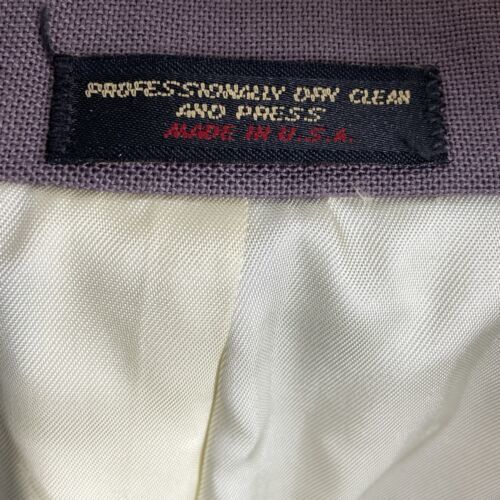 PROFESSIONALLY DRY CLEAN
AND PRESS
MADE IN U.S.A.